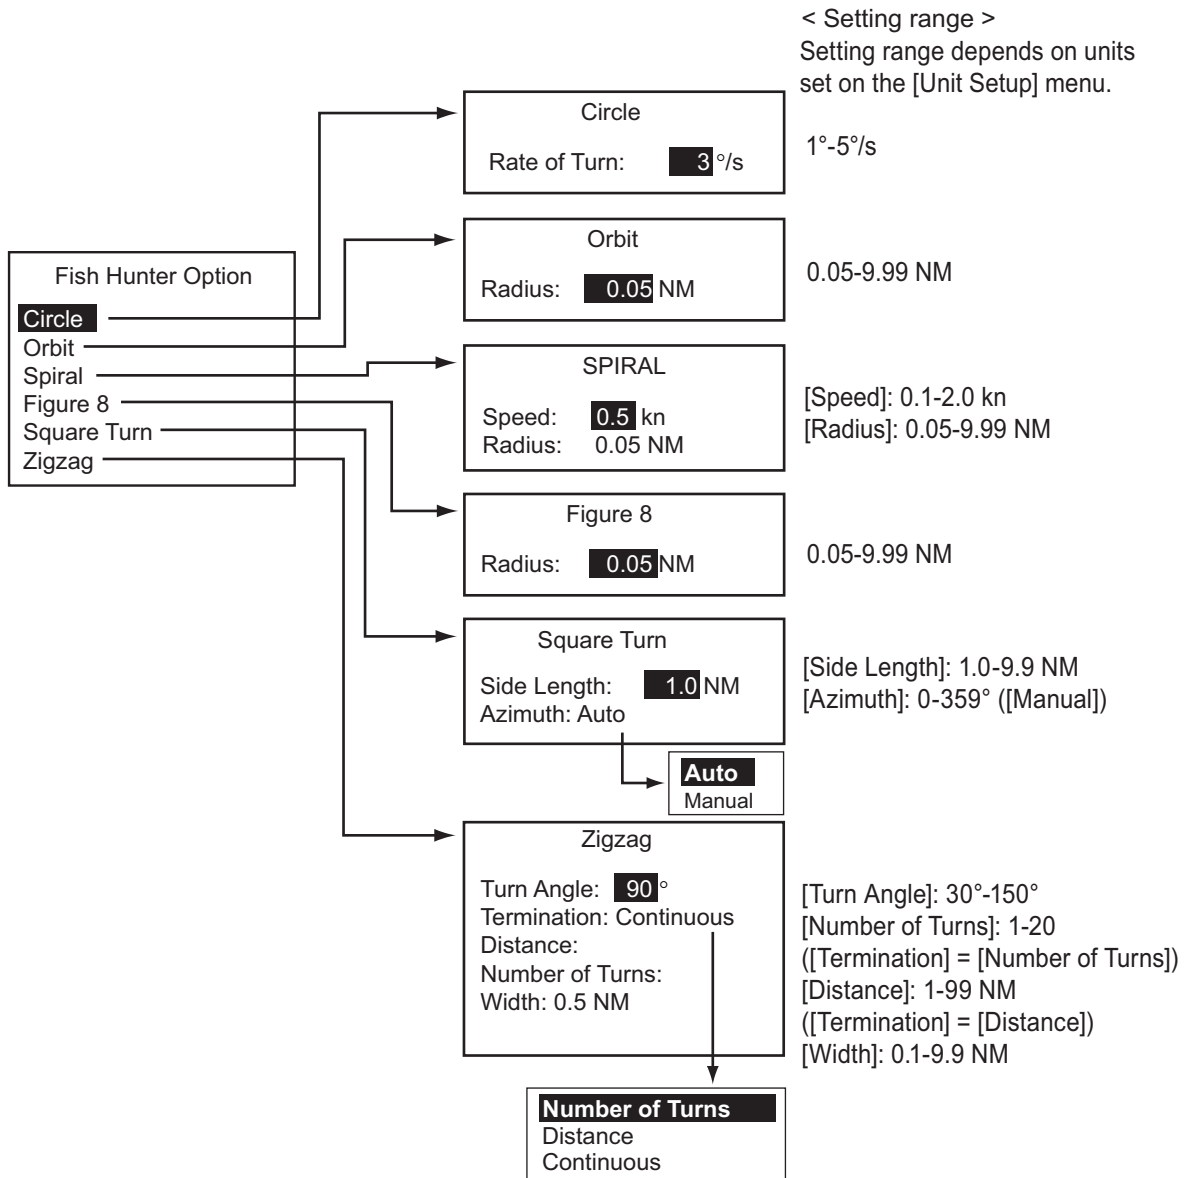 < Setting range >
Setting range depends on units
set on the [Unit Setup] menu.
Fish Hunter Option
Circle
Orbit
Spiral
Figure 8
Square Turn
Zigzag
Circle
Rate of Turn: 3 °/s
1°-5°/s
Orbit
Radius: 0.05 NM
0.05-9.99 NM
SPIRAL
Speed: 0.5 kn
Radius: 0.05 NM
[Speed]: 0.1-2.0 kn
[Radius]: 0.05-9.99 NM
Figure 8
Radius: 0.05 NM
0.05-9.99 NM
Square Turn
Side Length: 1.0 NM
Azimuth: Auto
[Side Length]: 1.0-9.9 NM
[Azimuth]: 0-359° ([Manual])
Auto
Manual
Zigzag
Turn Angle: 90 °
Termination: Continuous
Distance:
Number of Turns:
Width: 0.5 NM
[Turn Angle]: 30°-150°
[Number of Turns]: 1-20
([Termination] = [Number of Turns])
[Distance]: 1-99 NM
([Termination] = [Distance])
[Width]: 0.1-9.9 NM
Number of Turns
Distance
Continuous